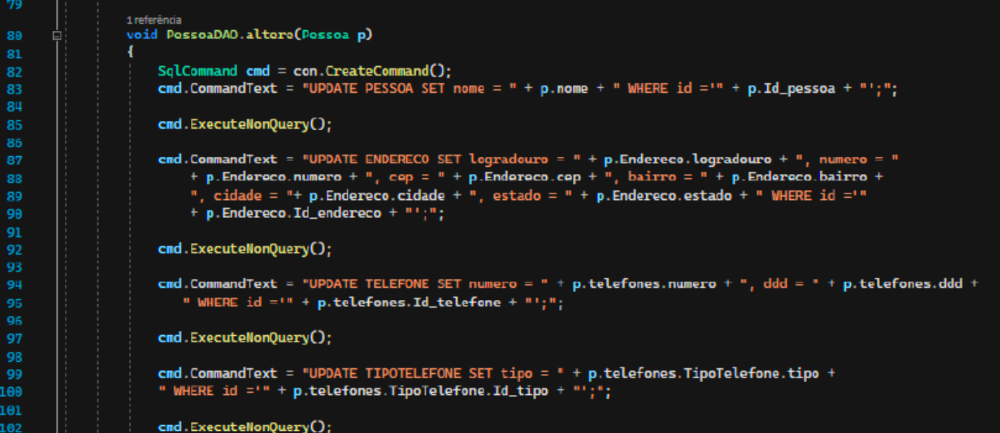 79
1 referência
80 void PessoaDAO.altera(Pessoa p)
81 {
82 SqlCommand cmd = con.CreateCommand();
83 cmd.CommandText = "UPDATE PESSOA SET nome = " + p.nome + " WHERE id ='" + p.Id_pessoa + "';";
84
85 cmd.ExecuteNonQuery();
86
87 cmd.CommandText = "UPDATE ENDERECO SET logradouro = " + p.Endereco.logradouro + ", numero = "
88 + p.Endereco.numero + ", cep = " + p.Endereco.cep + ", bairro = " + p.Endereco.bairro +
89 ", cidade = "+ p.Endereco.cidade + ", estado = " + p.Endereco.estado + " WHERE id ='"
90 + p.Endereco.Id_endereco + "';";
91
92 cmd.ExecuteNonQuery();
93
94 cmd.CommandText = "UPDATE TELEFONE SET numero = " + p.telefones.numero + ", ddd = " + p.telefones.ddd +
95 " WHERE id ='" + p.telefones.Id_telefone + "';";
96
97 cmd.ExecuteNonQuery();
98
99 cmd.CommandText = "UPDATE TIPOTELEFONE SET tipo = " + p.telefones.TipoTelefone.tipo +
100 " WHERE id ='" + p.telefones.TipoTelefone.Id_tipo + "';";
101
102 cmd.ExecuteNonQuery();